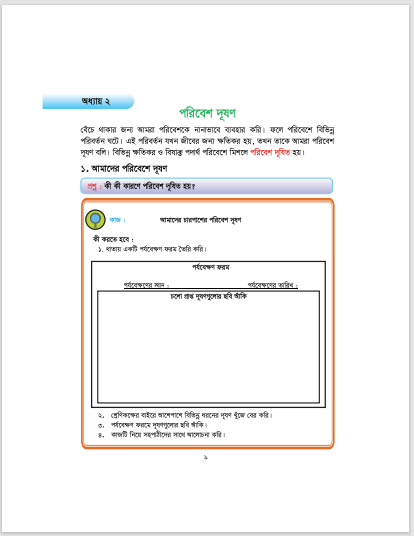 অধ্যায় ২
পরিবেশ দূষণ
বেঁচে থাকার জন্য আমরা পরিবেশকে নানাভাবে ব্যবহার করি। ফলে পরিবেশে বিভিন্ন
পরিবর্তন ঘটে। এই পরিবর্তন যখন জীবের জন্য ক্ষতিকর হয়, তখন তাকে আমরা পরিবেশ
দূষণ বলি। বিভিন্ন ক্ষতিকর ও বিষাক্ত পদার্থ পরিবেশে মিশলে পরিবেশ দূষিত হয়।
১. আমাদের পরিবেশে দূষণ
প্রশ্ন : কী কী কারণে পরিবেশ দূষিত হয়?
কাজ : আমাদের চারপাশের পরিবেশ দূষণ
কী করতে হবে :
১. খাতায় একটি পর্যবেক্ষণ ফরম তৈরি করি।
পর্যবেক্ষণ ফরম
পর্যবেক্ষণের স্থান : পর্যবেক্ষণের তারিখ :
চলো প্রাপ্ত দূষণগুলোর ছবি আঁকি
২. শ্রেণিকক্ষের বাইরে আশেপাশে বিভিন্ন ধরনের দূষণ খুঁজে বের করি।
৩. পর্যবেক্ষণ ফরমে দূষণগুলোর ছবি আঁকি।
৪. কাজটি নিয়ে সহপাঠীদের সাথে আলোচনা করি।
৯